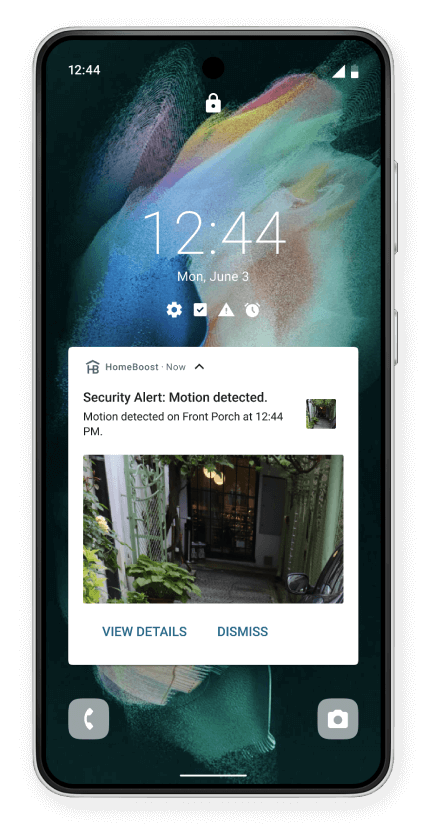 12:44
12:44
Mon, June 3
HB HomeBoost · Now
Security Alert: Motion detected.
Motion detected on Front Porch at 12:44
PM.
VIEW DETAILS DISMISS